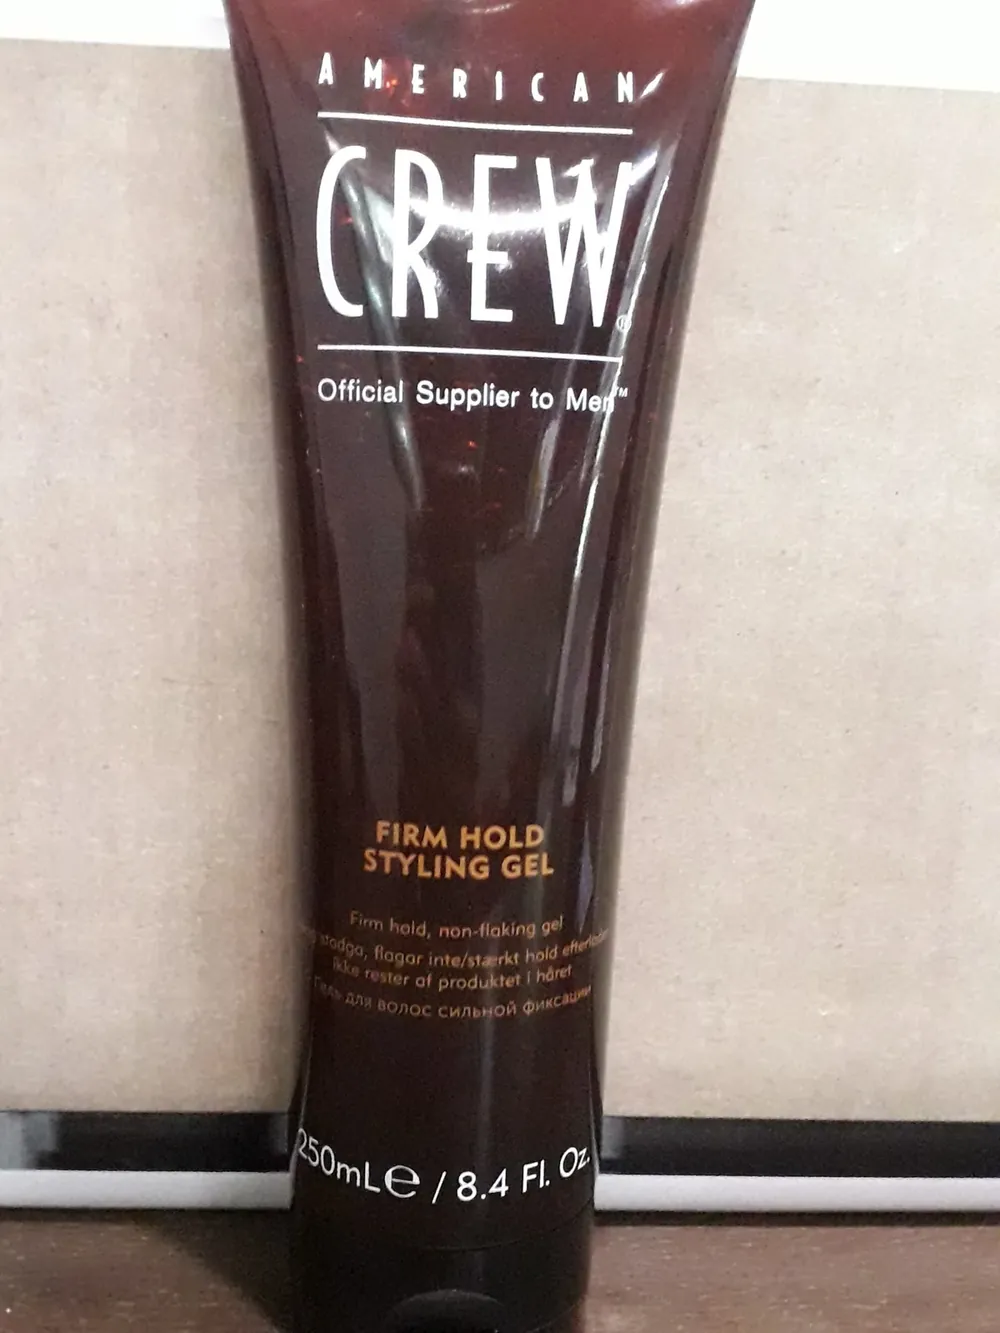 AMERICAN
CREW®
Official Supplier to Men™
FIRM HOLD
STYLING GEL
Firm hold, non-flaking gel
stadga, flagar inte/stærkt hold efterlader
ikke rester af produktet i håret
Гель для волос сильной фиксации
250mL℮ / 8.4 Fl. Oz.